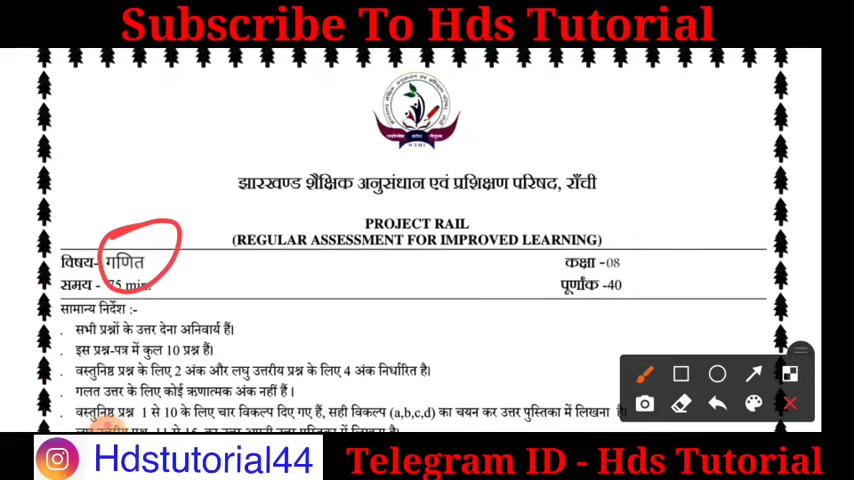 Subscribe To Hds Tutorial
झारखण्ड शैक्षिक अनुसंधान एवं प्रशिक्षण परिषद, राँची
PROJECT RAIL
(REGULAR ASSESSMENT FOR IMPROVED LEARNING)
विषय- गणित कक्षा -08
समय - 75 min. पूर्णांक -40
सामान्य निर्देश :-
. सभी प्रश्नों के उत्तर देना अनिवार्य हैं।
. इस प्रश्न-पत्र में कुल 10 प्रश्न हैं।
. वस्तुनिष्ठ प्रश्न के लिए 2 अंक और लघु उत्तरीय प्रश्न के लिए 4 अंक निर्धारित है।
. गलत उत्तर के लिए कोई ऋणात्मक अंक नहीं हैं ।
. वस्तुनिष्ठ प्रश्न 1 से 10 के लिए चार विकल्प दिए गए हैं, सही विकल्प (a,b,c,d) का चयन कर उत्तर पुस्तिका में लिखना है।
Hdstutorial44
Telegram ID - Hds Tutorial